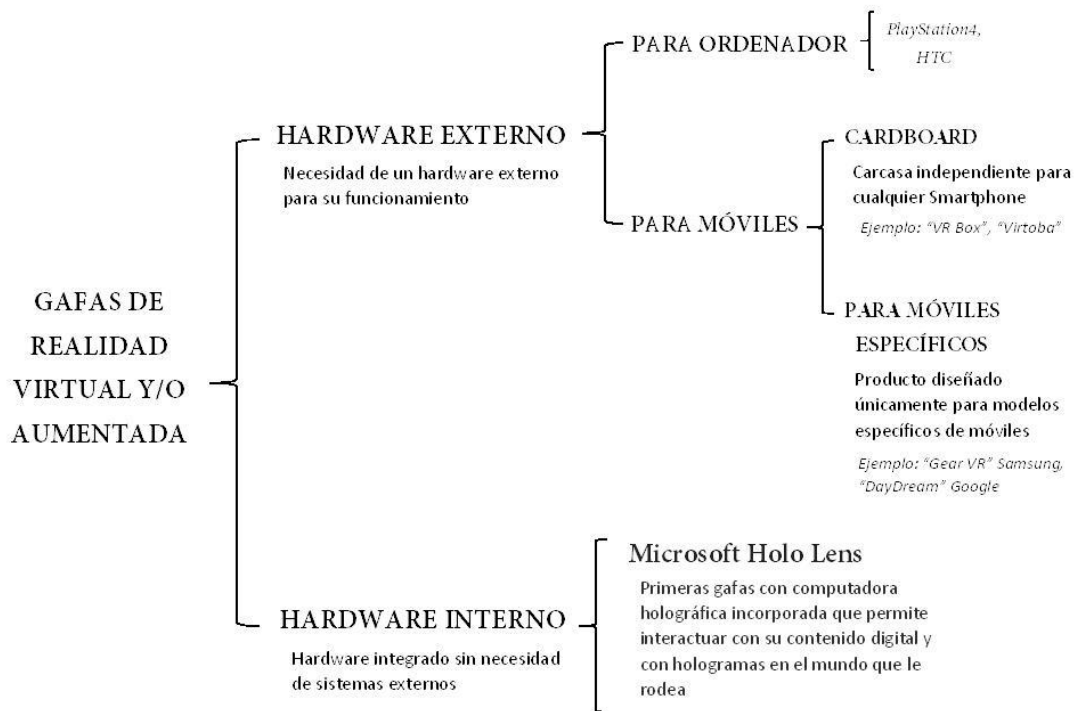 GAFAS DE
REALIDAD
VIRTUAL Y/O
AUMENTADA
HARDWARE EXTERNO
Necesidad de un hardware externo
para su funcionamiento
PARA ORDENADOR
PlayStation4,
HTC
PARA MÓVILES
CARDBOARD
Carcasa independiente para
cualquier Smartphone
Ejemplo: “VR Box”, “Virtoba”
PARA MÓVILES
ESPECÍFICOS
Producto diseñado
únicamente para modelos
específicos de móviles
Ejemplo: “Gear VR” Samsung,
“DayDream” Google
HARDWARE INTERNO
Hardware integrado sin necesidad
de sistemas externos
Microsoft Holo Lens
Primeras gafas con computadora
holográfica incorporada que permite
interactuar con su contenido digital y
con hologramas en el mundo que le
rodea